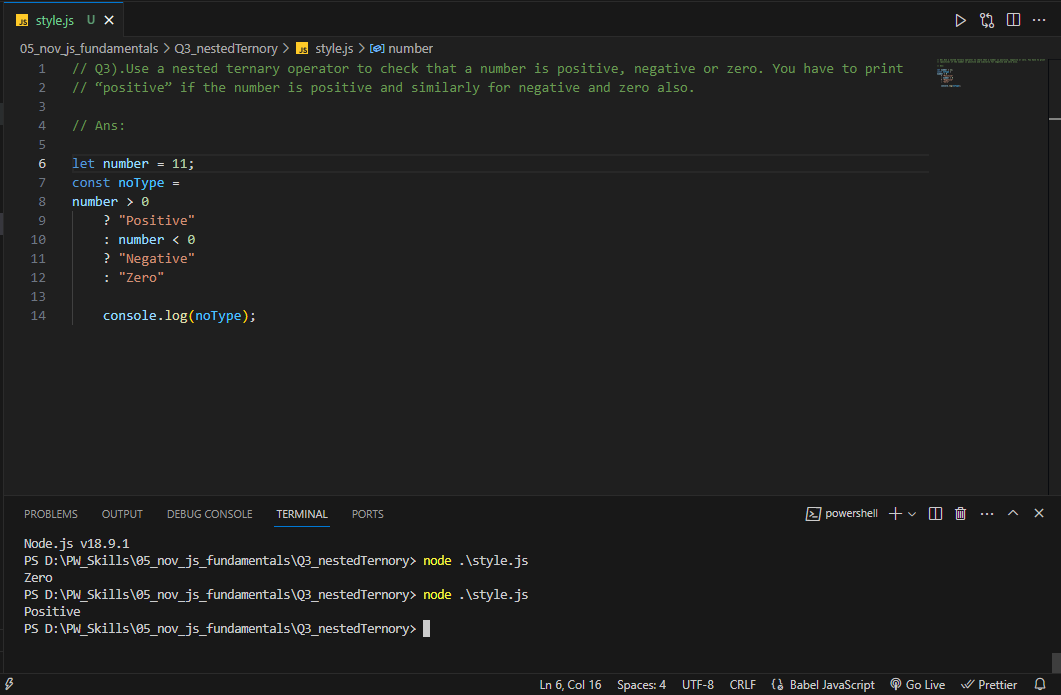 JS style.js U
05_nov_js_fundamentals > Q3_nestedTernory > JS style.js > number
1 // Q3).Use a nested ternary operator to check that a number is positive, negative or zero. You have to print
2 // “positive” if the number is positive and similarly for negative and zero also.
3
4 // Ans:
5
6 let number = 11;
7 const noType =
8 number > 0
9 ? "Positive"
10 : number < 0
11 ? "Negative"
12 : "Zero"
13
14 console.log(noType);
PROBLEMS OUTPUT DEBUG CONSOLE TERMINAL PORTS powershell
Node.js v18.9.1
PS D:\PW_Skills\05_nov_js_fundamentals\Q3_nestedTernory> node .\style.js
Zero
PS D:\PW_Skills\05_nov_js_fundamentals\Q3_nestedTernory> node .\style.js
Positive
PS D:\PW_Skills\05_nov_js_fundamentals\Q3_nestedTernory>
Ln 6, Col 16 Spaces: 4 UTF-8 CRLF {} Babel JavaScript Go Live Prettier